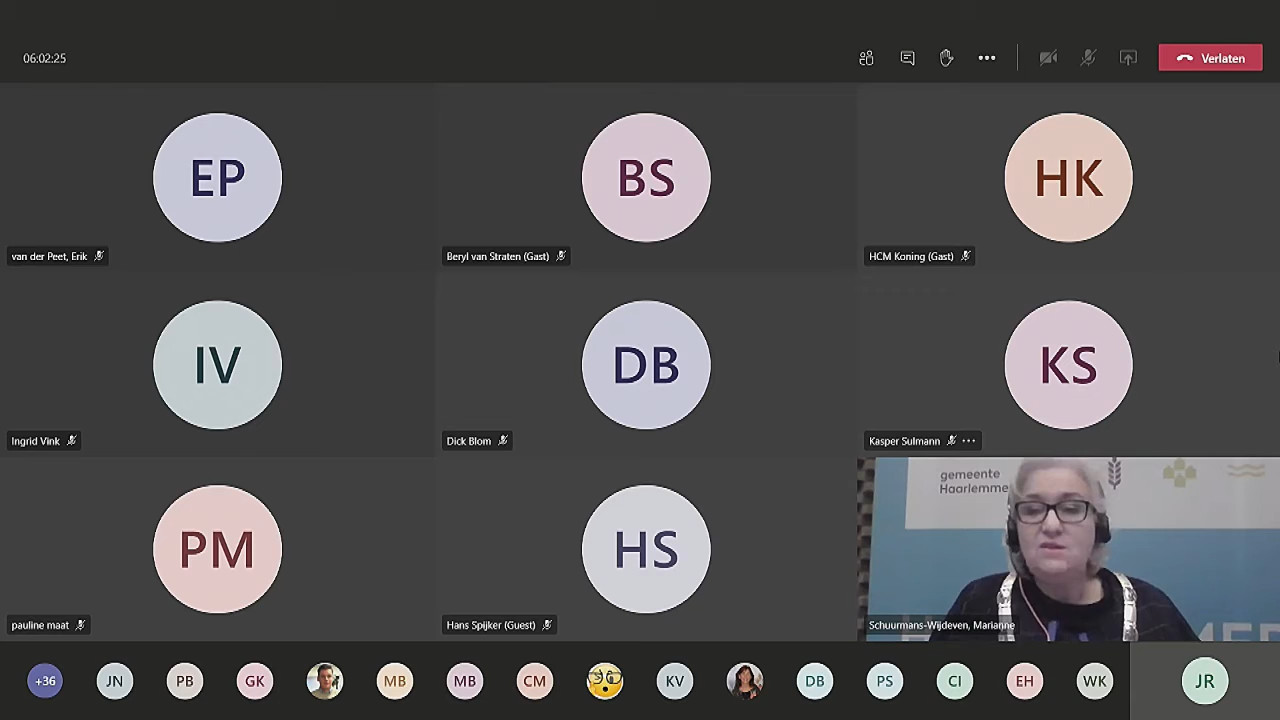 06:02:25
Verlaten
EP
BS
HK
van der Peet, Erik
Beryl van Straten (Gast)
HCM Koning (Gast)
IV
DB
KS
Ingrid Vink
Dick Blom
Kasper Sulmann
PM
HS
gemeente
Haarlemme
pauline maat
Hans Spijker (Guest)
Schuurmans-Wijdeven, Marianne
+36
JN
PB
GK
MB
MB
CM
KV
DB
PS
CI
EH
WK
JR